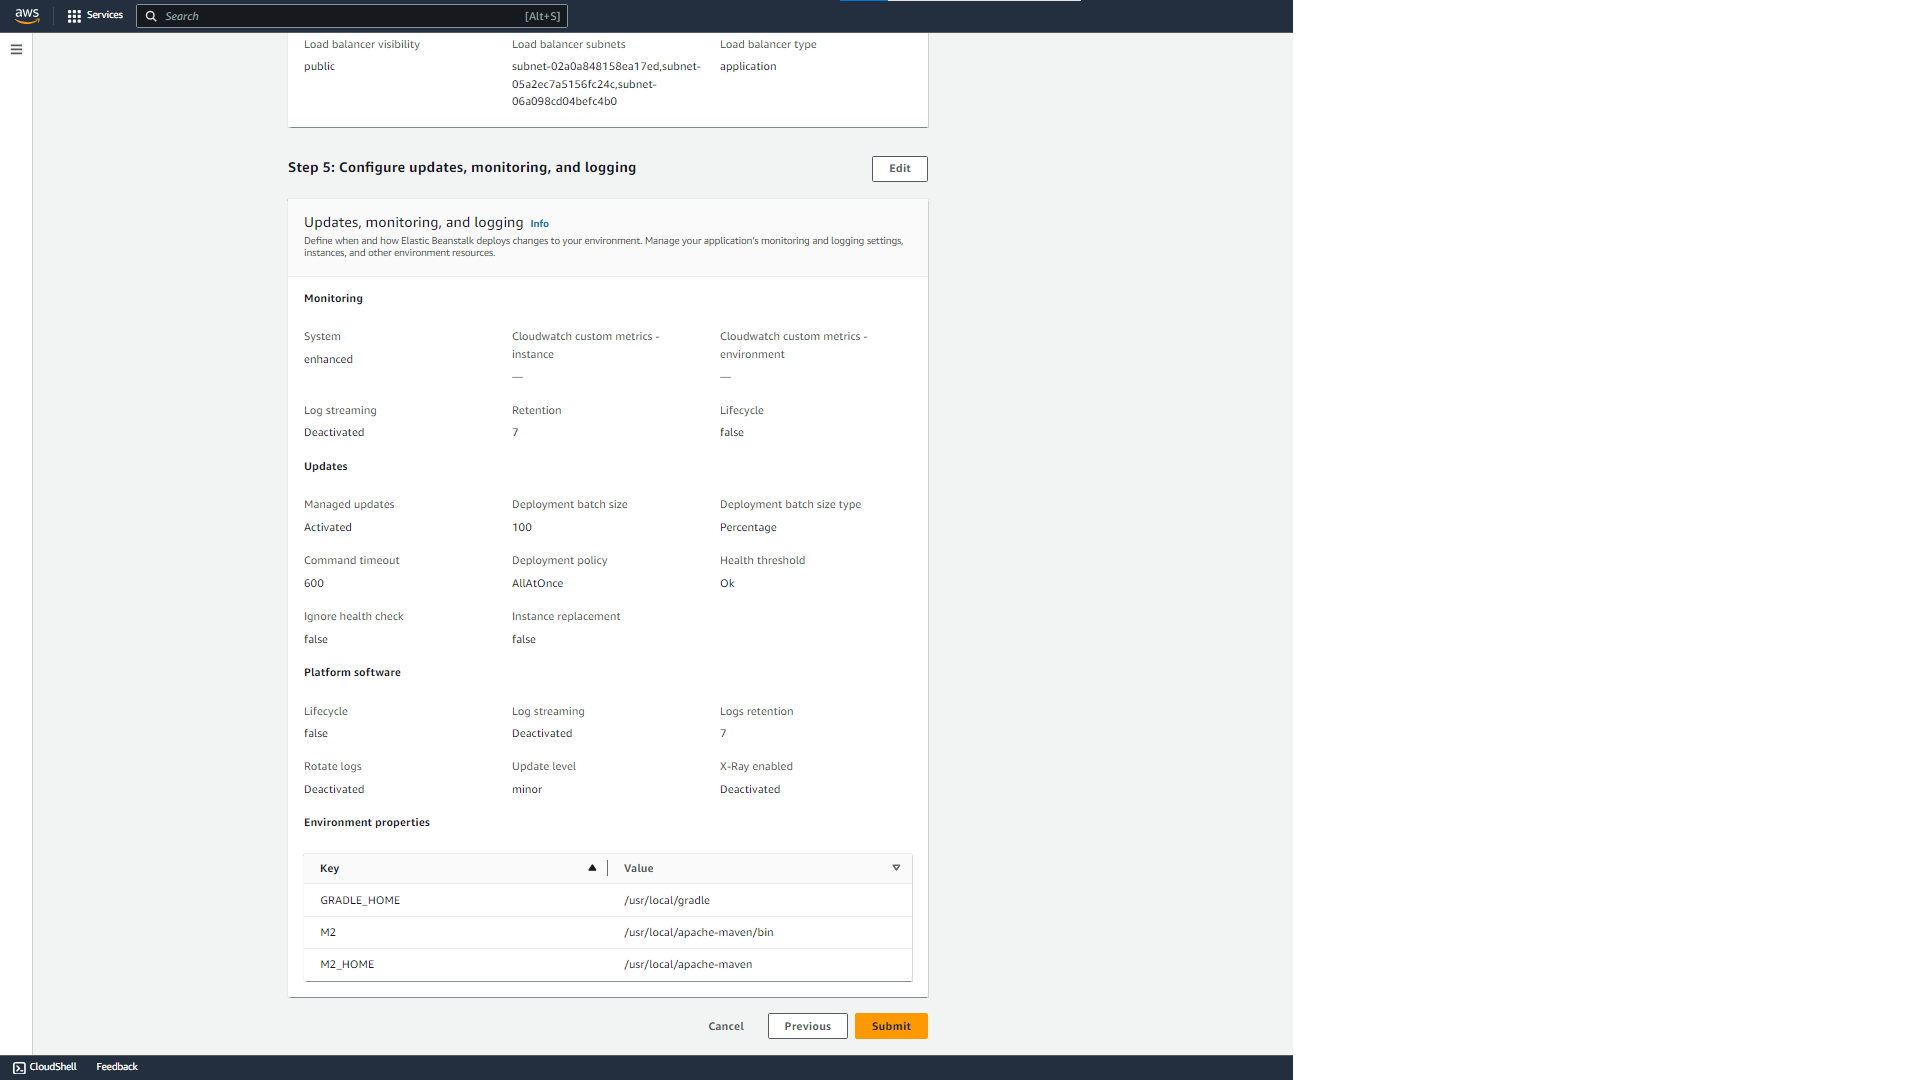 aws
Services
Search
[Alt+S]
Load balancer visibility
public
Load balancer subnets
subnet-02a0a848158ea17ed,subnet-
05a2ec7a5156fc24c,subnet-
06a098cd04befc4b0
Load balancer type
application
Step 5: Configure updates, monitoring, and logging
Edit
Updates, monitoring, and logging Info
Define when and how Elastic Beanstalk deploys changes to your environment. Manage your application's monitoring and logging settings,
instances, and other environment resources.
Monitoring
System
enhanced
Cloudwatch custom metrics -
instance
—
Cloudwatch custom metrics -
environment
—
Log streaming
Deactivated
Retention
7
Lifecycle
false
Updates
Managed updates
Activated
Deployment batch size
100
Deployment batch size type
Percentage
Command timeout
600
Deployment policy
AllAtOnce
Health threshold
Ok
Ignore health check
false
Instance replacement
false
Platform software
Lifecycle
false
Log streaming
Deactivated
Logs retention
7
Rotate logs
Deactivated
Update level
minor
X-Ray enabled
Deactivated
Environment properties
Key
Value
GRADLE_HOME
/usr/local/gradle
M2
/usr/local/apache-maven/bin
M2_HOME
/usr/local/apache-maven
Cancel
Previous
Submit
CloudShell
Feedback